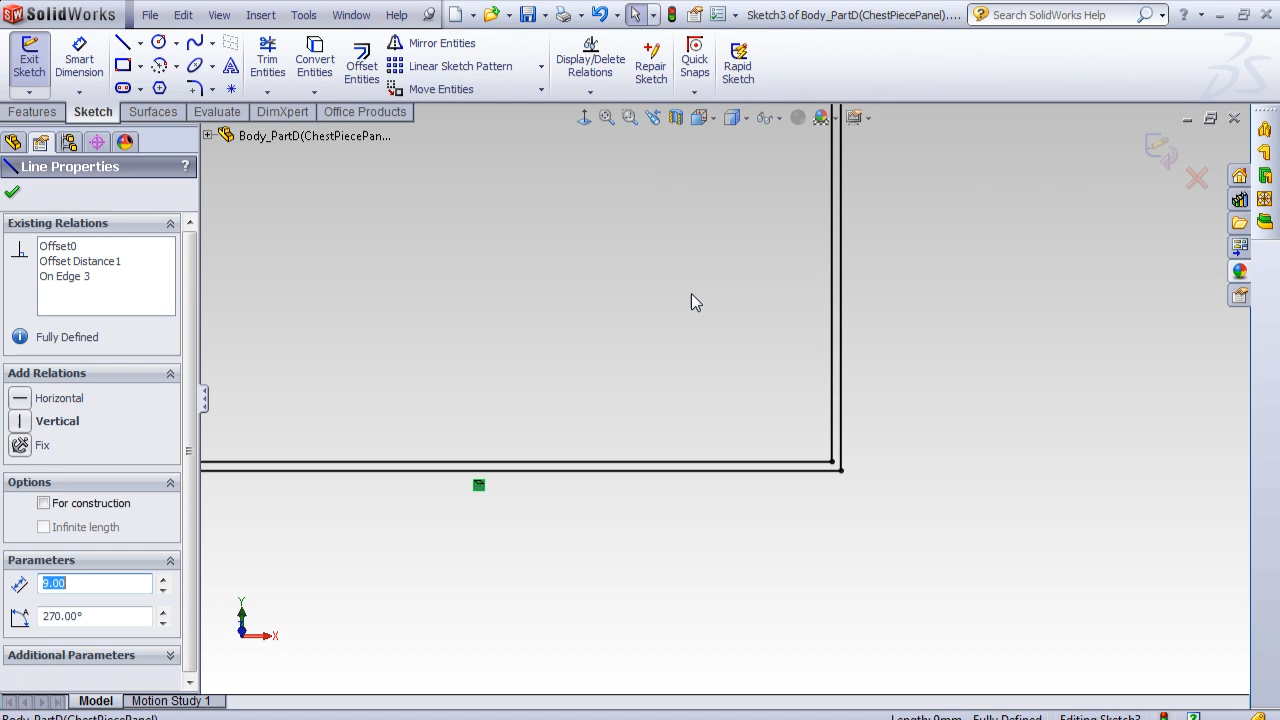 SolidWorks File Edit View Insert Tools Window Help Sketch3 of Body_PartD(ChestPiecePanel).... Search SolidWorks Help ?
Exit Sketch
Smart Dimension
Trim Entities
Convert Entities
Offset Entities
Mirror Entities
Linear Sketch Pattern
Move Entities
Display/Delete Relations
Repair Sketch
Quick Snaps
Rapid Sketch
Features Sketch Surfaces Evaluate DimXpert Office Products
Body_PartD(ChestPiecePan...
Line Properties ?
Existing Relations
Offset0
Offset Distance1
On Edge 3
Fully Defined
Add Relations
Horizontal
Vertical
Fix
Options
For construction
Infinite length
Parameters
9.00
270.00°
Additional Parameters
Y
X
Model Motion Study 1
Body_PartD(ChestPiecePanel) Length: 9mm Fully Defined Editing Sketch3 ?